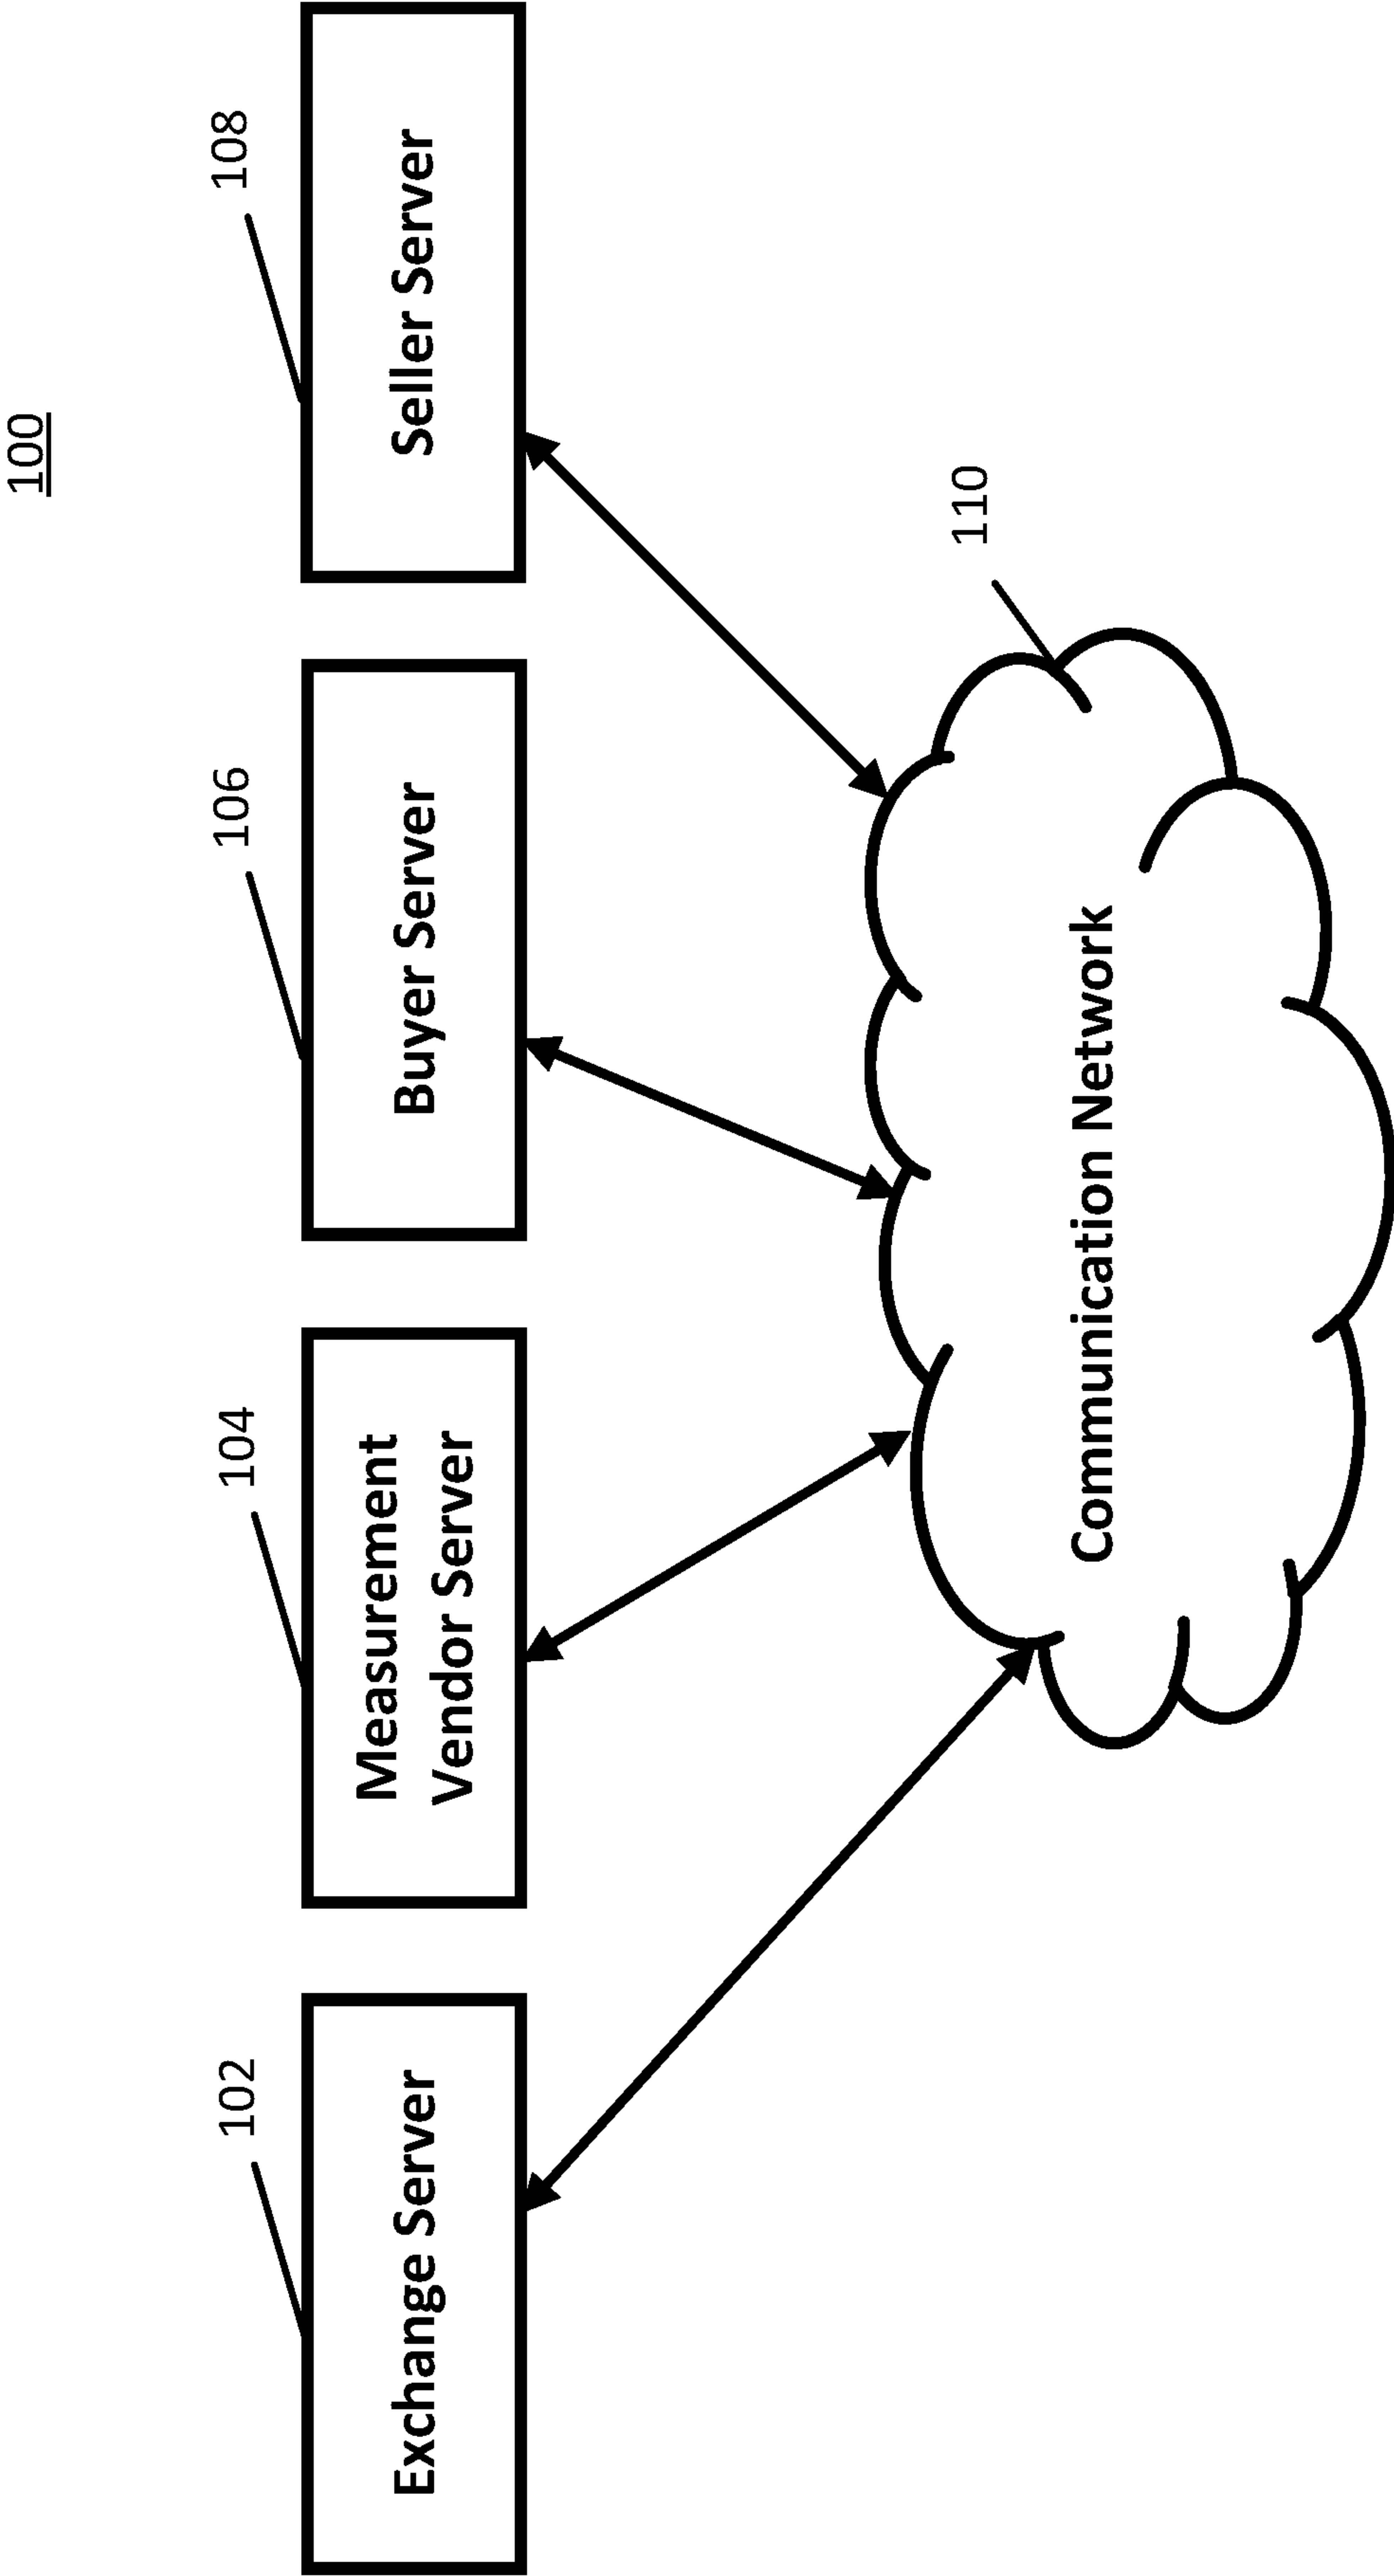 100
102
104
106
108
Exchange Server
Measurement
Vendor Server
Buyer Server
Seller Server
110
Communication Network